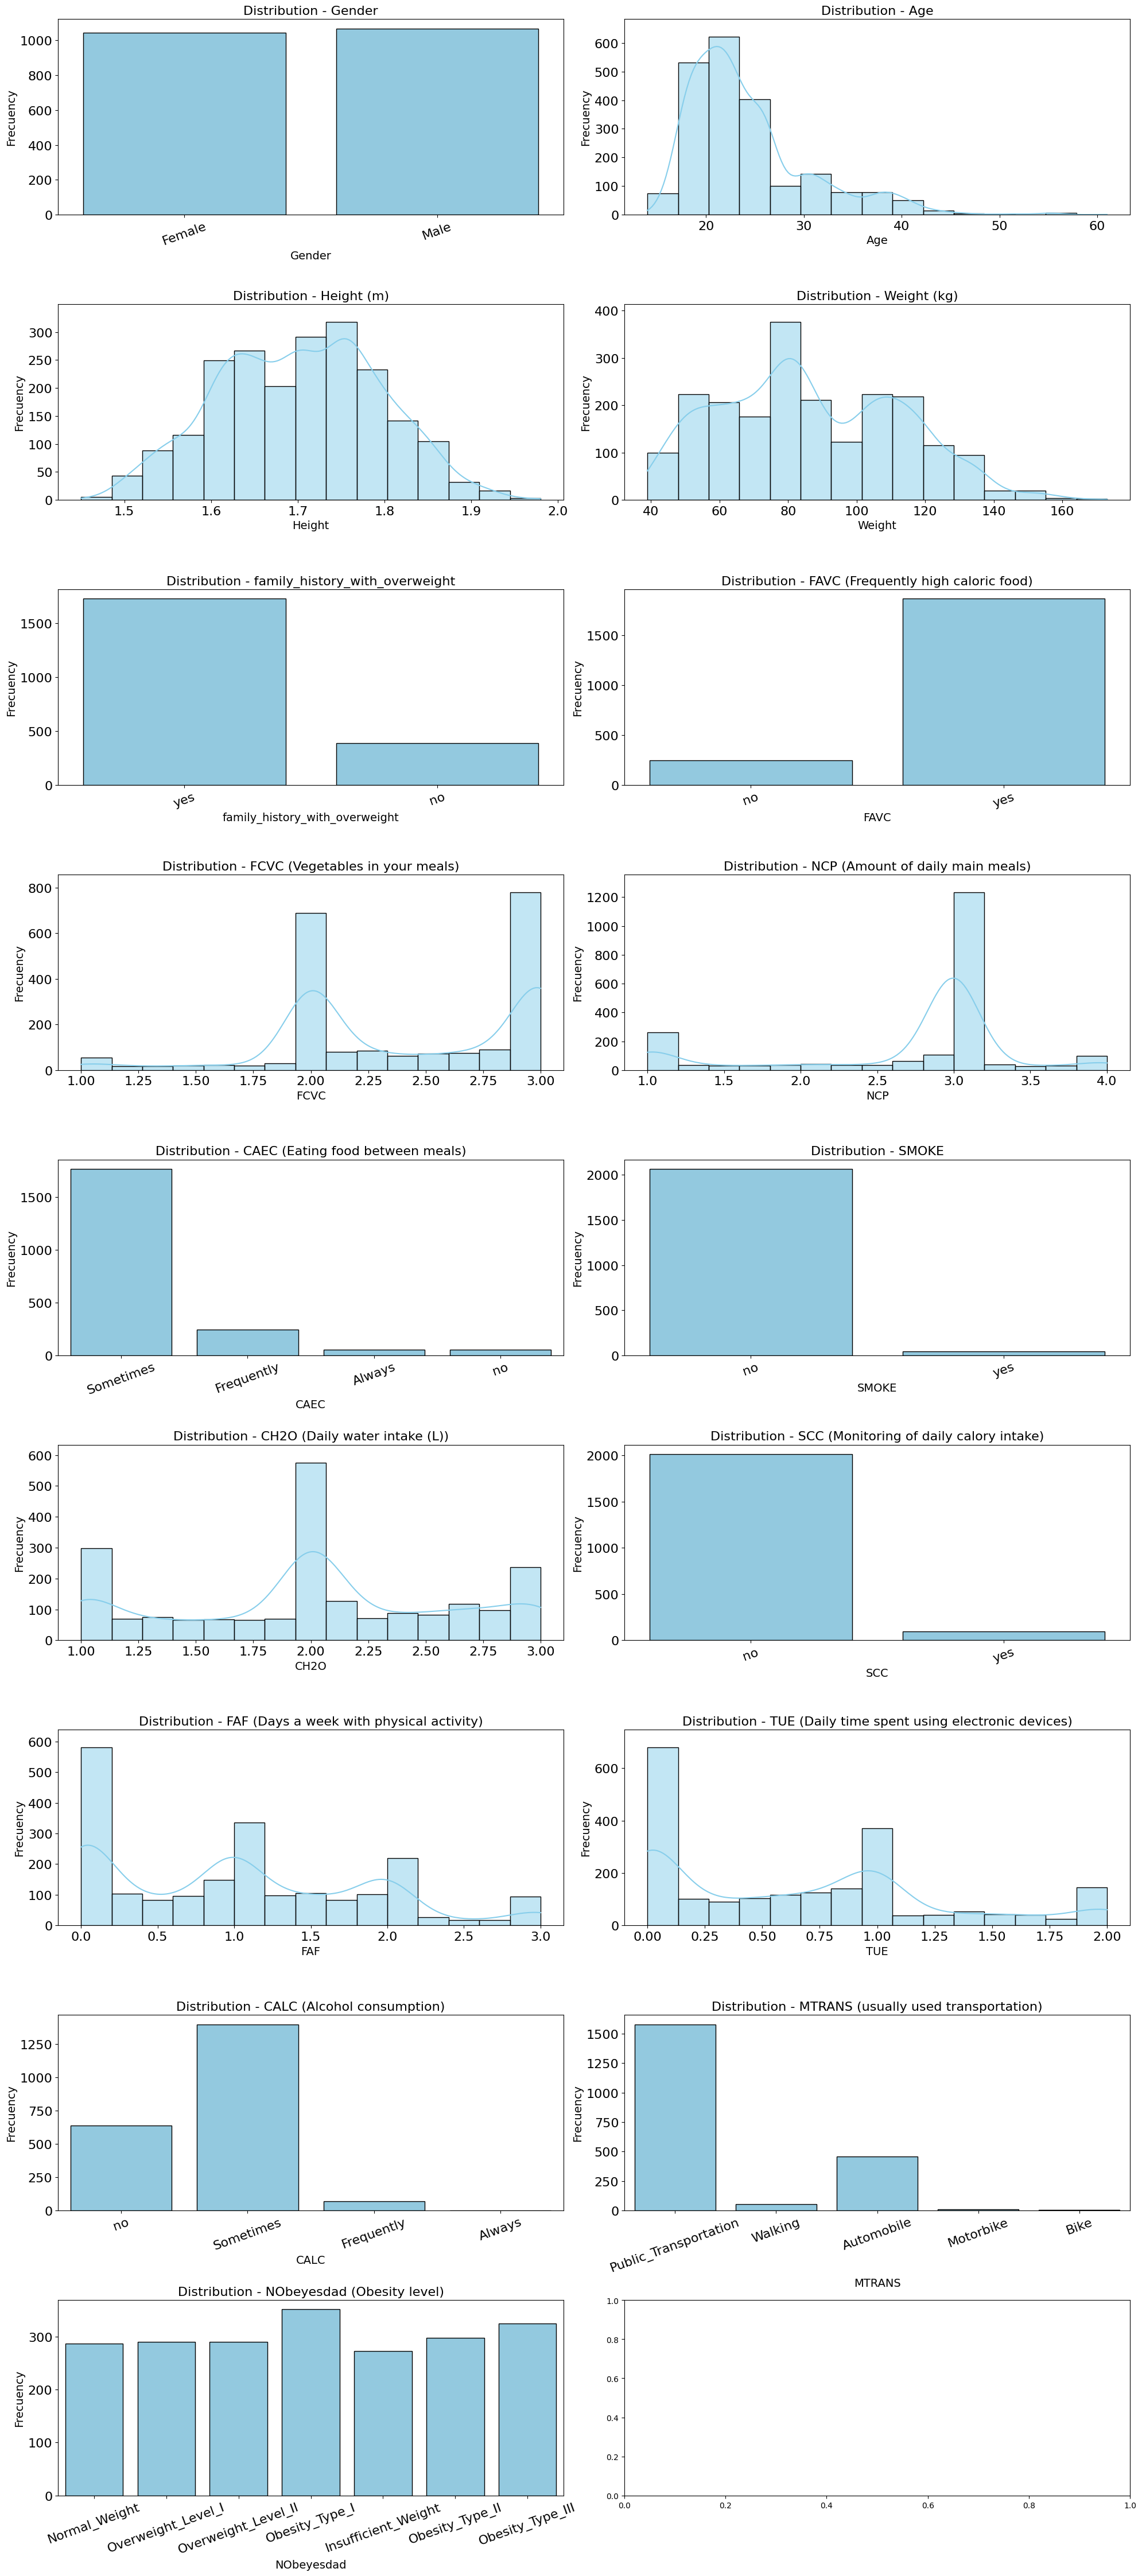 Distribution - Gender
Frecuency
1000
800
600
400
200
0
Female Male
Gender
Distribution - Age
Frecuency
600
500
400
300
200
100
0
20 30 40 50 60
Age
Distribution - Height (m)
Frecuency
300
250
200
150
100
50
0
1.5 1.6 1.7 1.8 1.9 2.0
Height
Distribution - Weight (kg)
Frecuency
400
300
200
100
0
40 60 80 100 120 140 160
Weight
Distribution - family_history_with_overweight
Frecuency
1500
1000
500
0
yes no
family_history_with_overweight
Distribution - FAVC (Frequently high caloric food)
Frecuency
1500
1000
500
0
no yes
FAVC
Distribution - FCVC (Vegetables in your meals)
Frecuency
800
600
400
200
0
1.00 1.25 1.50 1.75 2.00 2.25 2.50 2.75 3.00
FCVC
Distribution - NCP (Amount of daily main meals)
Frecuency
1200
1000
800
600
400
200
0
1.0 1.5 2.0 2.5 3.0 3.5 4.0
NCP
Distribution - CAEC (Eating food between meals)
Frecuency
1500
1000
500
0
Sometimes Frequently Always no
CAEC
Distribution - SMOKE
Frecuency
2000
1500
1000
500
0
no yes
SMOKE
Distribution - CH2O (Daily water intake (L))
Frecuency
600
500
400
300
200
100
0
1.00 1.25 1.50 1.75 2.00 2.25 2.50 2.75 3.00
CH2O
Distribution - SCC (Monitoring of daily calory intake)
Frecuency
2000
1500
1000
500
0
no yes
SCC
Distribution - FAF (Days a week with physical activity)
Frecuency
600
500
400
300
200
100
0
0.0 0.5 1.0 1.5 2.0 2.5 3.0
FAF
Distribution - TUE (Daily time spent using electronic devices)
Frecuency
600
400
200
0
0.00 0.25 0.50 0.75 1.00 1.25 1.50 1.75 2.00
TUE
Distribution - CALC (Alcohol consumption)
Frecuency
1250
1000
750
500
250
0
no Sometimes Frequently Always
CALC
Distribution - MTRANS (usually used transportation)
Frecuency
1500
1250
1000
750
500
250
0
Public_Transportation Walking Automobile Motorbike Bike
MTRANS
Distribution - NObeyesdad (Obesity level)
Frecuency
300
200
100
0
Normal_Weight Overweight_Level_I Overweight_Level_II Obesity_Type_I Insufficient_Weight Obesity_Type_II Obesity_Type_III
NObeyesdad
1.0
0.8
0.6
0.4
0.2
0.0
0.0 0.2 0.4 0.6 0.8 1.0